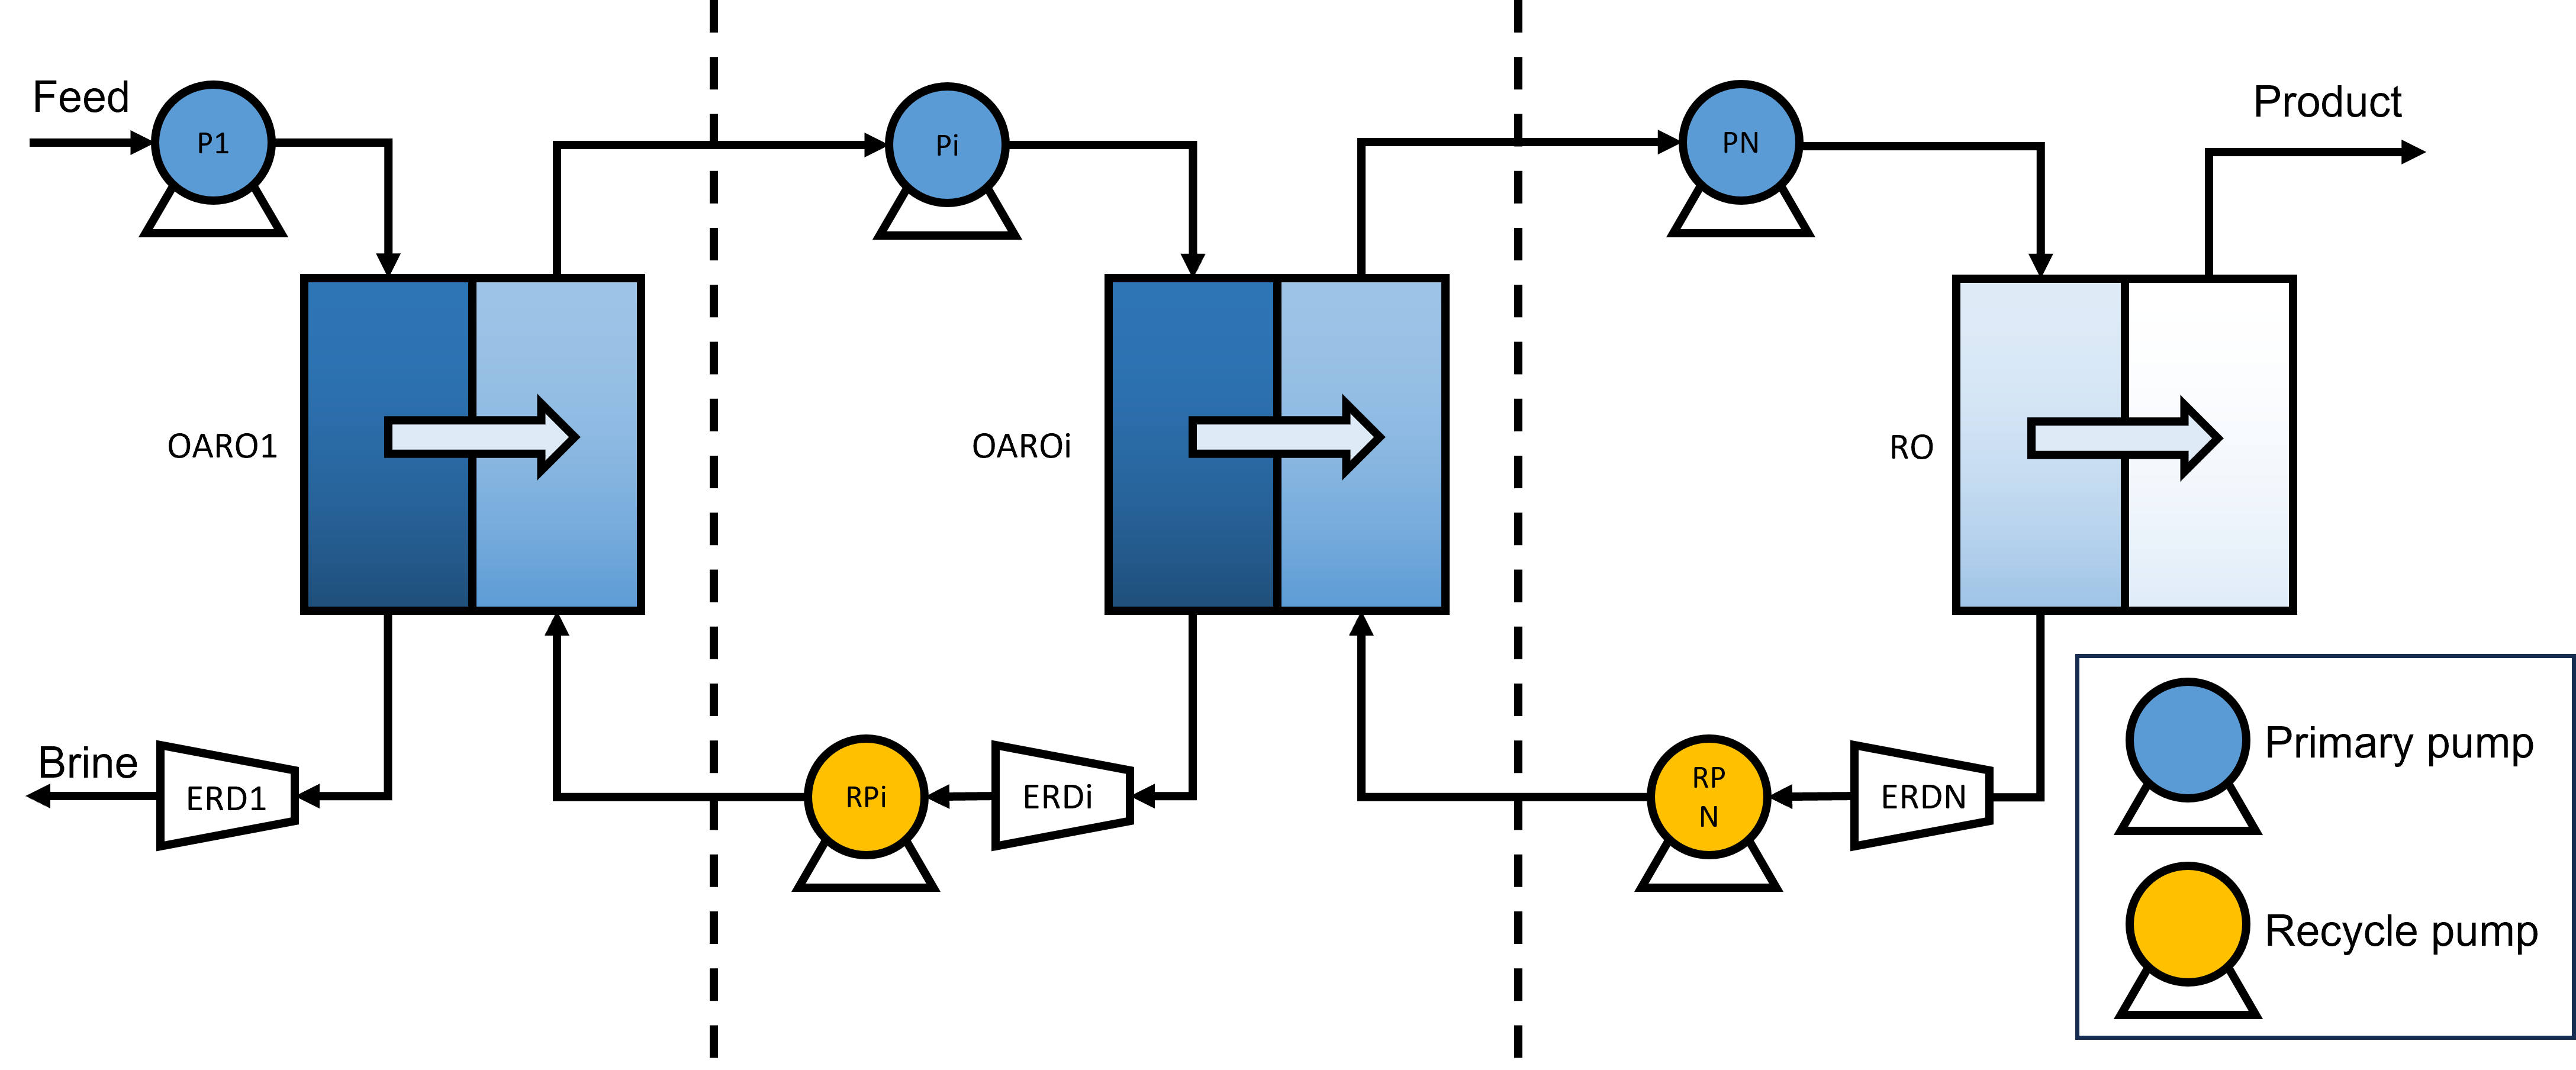 Feed
P1
Pi
PN
Product
OARO1
OAROi
RO
Brine
ERD1
RPi
ERDi
RP
N
ERDN
Primary pump
Recycle pump